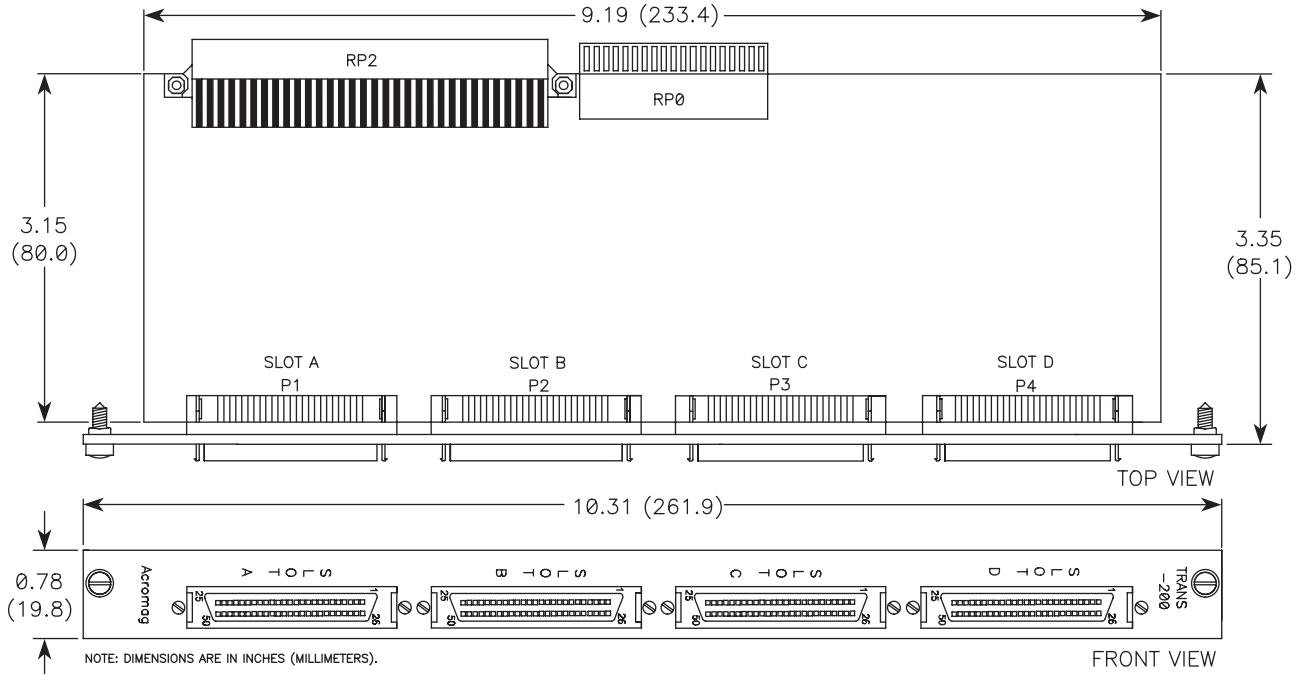 9.19 (233.4)
RP2
RP0
3.15
(80.0)
3.35
(85.1)
SLOT A
P1
SLOT B
P2
SLOT C
P3
SLOT D
P4
TOP VIEW
10.31 (261.9)
0.78
(19.8)
Acromag
SLOT A
25
1
50
26
SLOT B
25
1
50
26
SLOT C
25
1
50
26
SLOT D
25
1
50
26
TRANS
-200
NOTE: DIMENSIONS ARE IN INCHES (MILLIMETERS).
FRONT VIEW